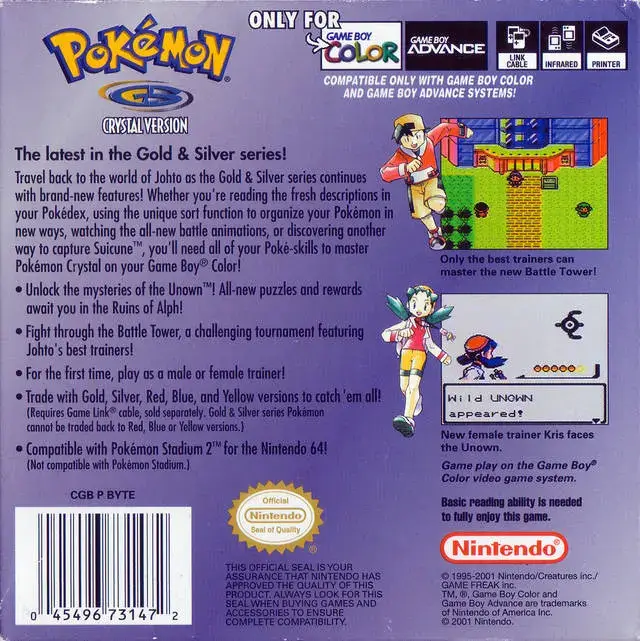 ONLY FOR
GAME BOY
COLOR
GAME BOY
ADVANCE
LINK
CABLE
INFRARED
PRINTER
COMPATIBLE ONLY WITH GAME BOY COLOR
AND GAME BOY ADVANCE SYSTEMS!
POKéMON®
GS
CRYSTAL VERSION
The latest in the Gold & Silver series!
Travel back to the world of Johto as the Gold & Silver series continues
with brand-new features! Whether you're reading the fresh descriptions in
your Pokédex, using the unique sort function to organize your Pokémon in
new ways, watching the all-new battle animations, or discovering another
way to capture Suicune™, you'll need all of your Poké-skills to master
Pokémon Crystal on your Game Boy® Color!
• Unlock the mysteries of the Unown™! All-new puzzles and rewards
await you in the Ruins of Alph!
• Fight through the Battle Tower, a challenging tournament featuring
Johto's best trainers!
• For the first time, play as a male or female trainer!
• Trade with Gold, Silver, Red, Blue, and Yellow versions to catch 'em all!
(Requires Game Link® cable, sold separately. Gold & Silver series Pokémon
cannot be traded back to Red, Blue or Yellow versions.)
• Compatible with Pokémon Stadium 2™ for the Nintendo 64!
(Not compatible with Pokémon Stadium.)
Only the best trainers can
master the new Battle Tower!
Wild UNOWN
appeared!
New female trainer Kris faces
the Unown.
Game play on the Game Boy®
Color video game system.
Basic reading ability is needed
to fully enjoy this game.
Nintendo®
© 1995-2001 Nintendo/Creatures inc./
GAME FREAK inc.
TM, ®, Game Boy Color and
Game Boy Advance are trademarks
of Nintendo of America Inc.
© 2001 Nintendo.
CGB P BYTE
0 45496 73147 2
Official
Nintendo
Seal of Quality
®
THIS OFFICIAL SEAL IS YOUR
ASSURANCE THAT NINTENDO HAS
APPROVED THE QUALITY OF THIS
PRODUCT. ALWAYS LOOK FOR THIS
SEAL WHEN BUYING GAMES AND
ACCESSORIES TO ENSURE
COMPLETE COMPATIBILITY.